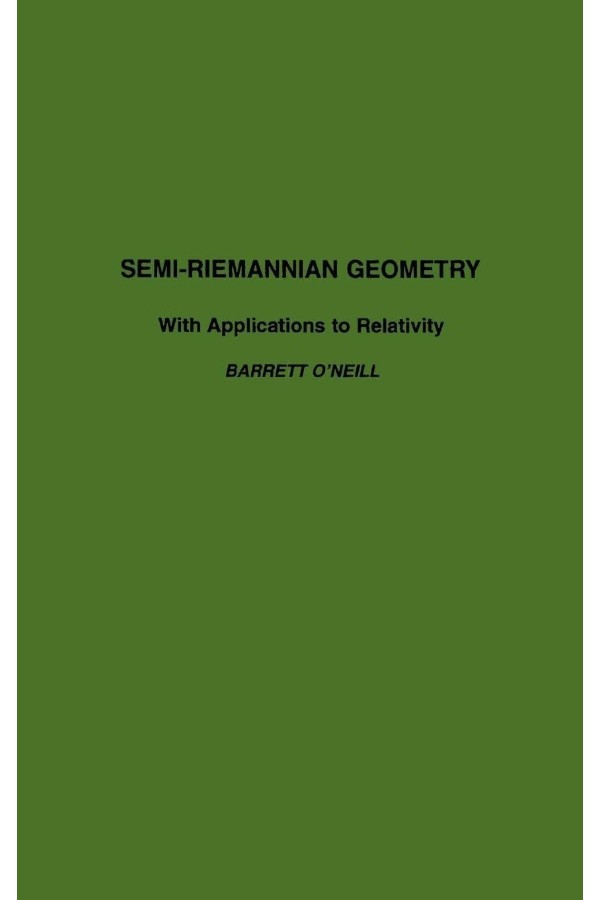 SEMI-RIEMANNIAN GEOMETRY
With Applications to Relativity
BARRETT O'NEILL